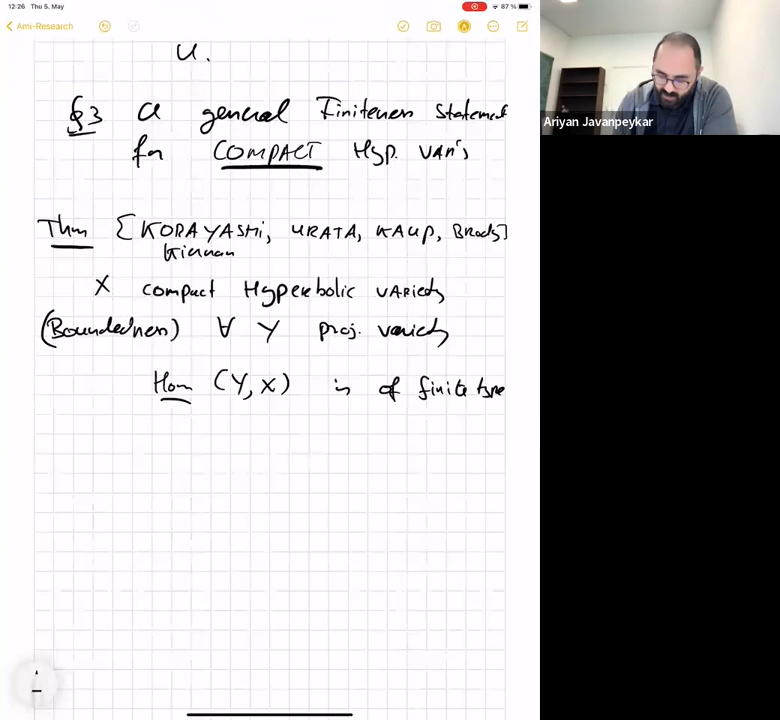 12:26 Thu 5. May
87 %
Ami-Research
u.
§3 a general Finiteness Statement
for COMPACT Hyp. VAR's
Thm [KOBAYASHI, URATA, KAUP, Brody]
Kiernan
X compact Hyperbolic VARiety
(Boundedness) ∀ Y proj. variety
Hom (Y, X) is of finite type
Ariyan Javanpeykar